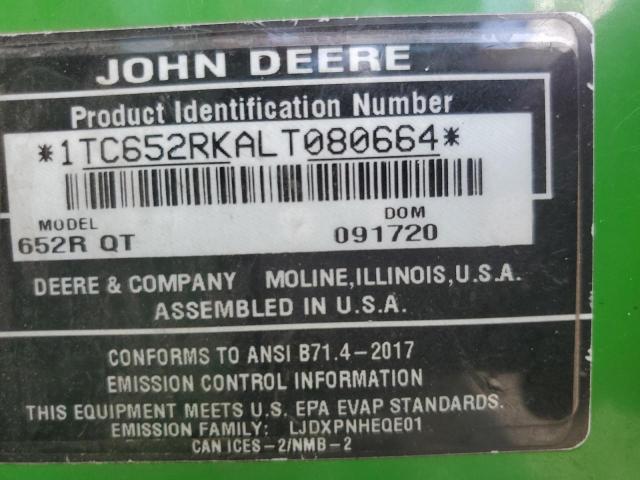 JOHN DEERE
Product Identification Number
*1TC652RKALT080664*
MODEL DOM
652R QT 091720
DEERE & COMPANY MOLINE, ILLINOIS, U.S.A.
ASSEMBLED IN U.S.A.
CONFORMS TO ANSI B71.4-2017
EMISSION CONTROL INFORMATION
THIS EQUIPMENT MEETS U.S. EPA EVAP STANDARDS.
EMISSION FAMILY: LJDXPNHEQE01
CAN ICES-2/NMB-2